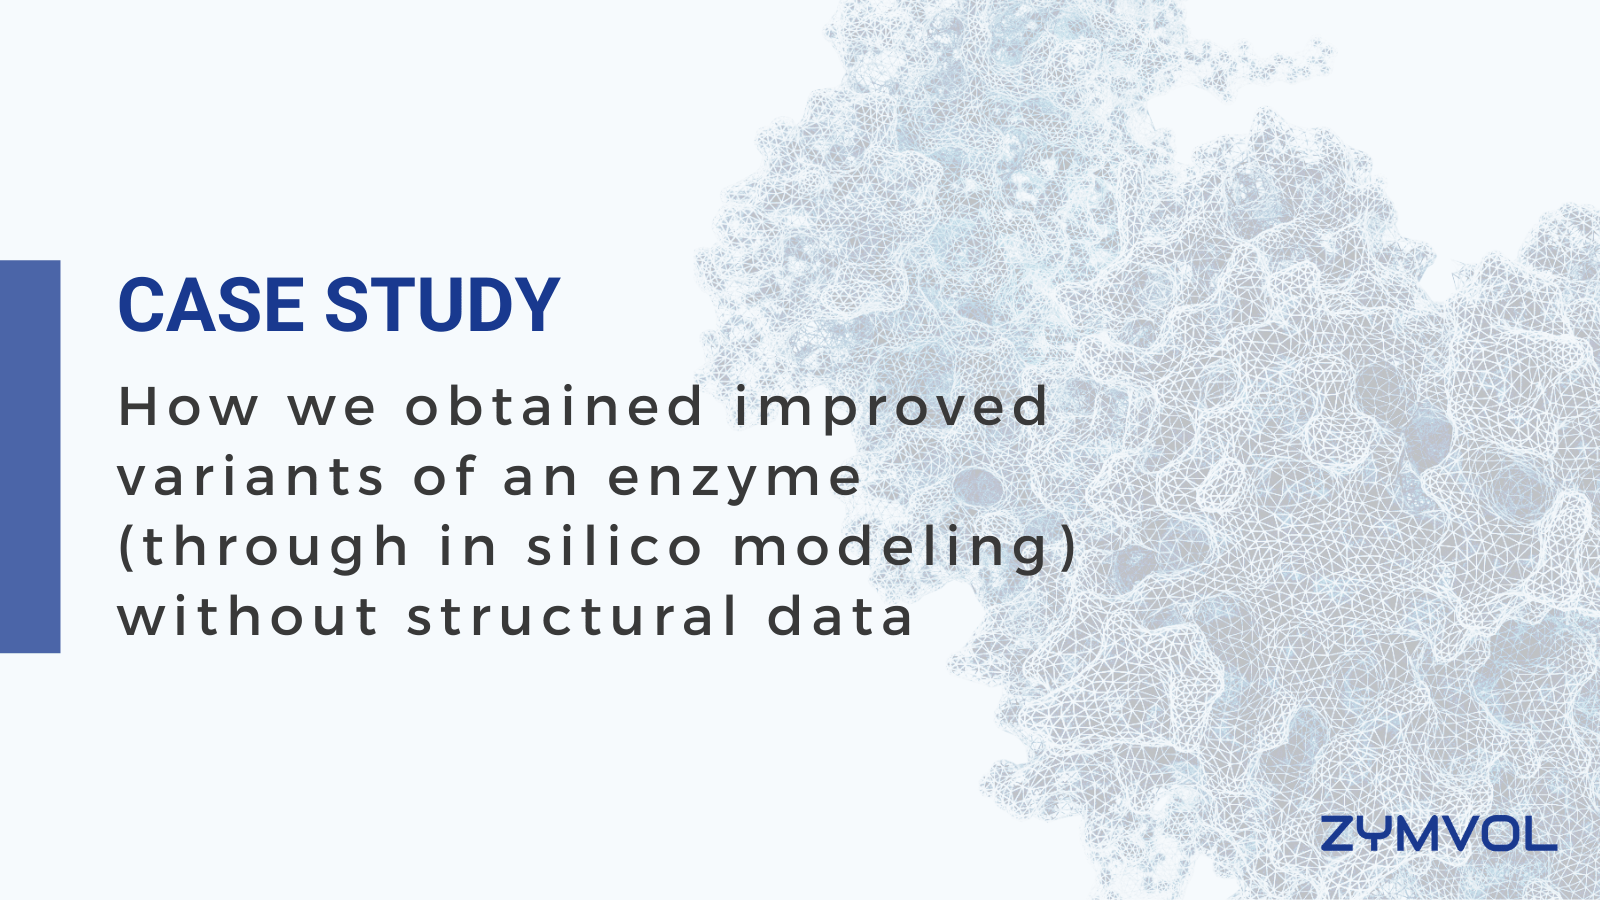 CASE STUDY
How we obtained improved
variants of an enzyme
(through in silico modeling)
without structural data
ZYMVOL